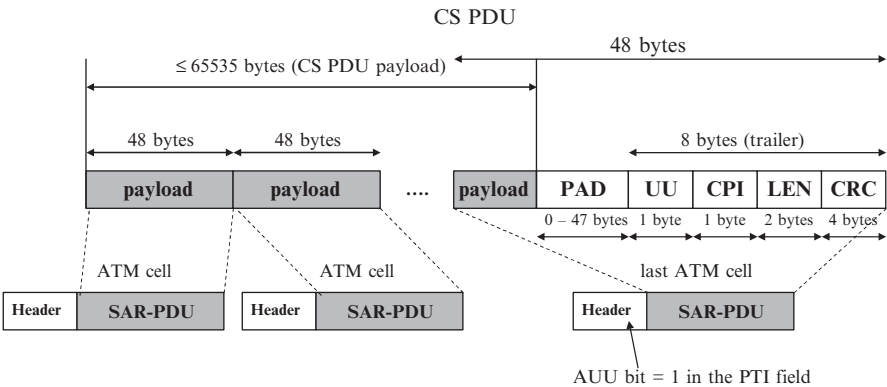 CS PDU
48 bytes
≤ 65535 bytes (CS PDU payload)
48 bytes 48 bytes 8 bytes (trailer)
payload payload .... payload PAD UU CPI LEN CRC
0 – 47 bytes 1 byte 1 byte 2 bytes 4 bytes
ATM cell ATM cell last ATM cell
Header SAR-PDU Header SAR-PDU Header SAR-PDU
AUU bit = 1 in the PTI field